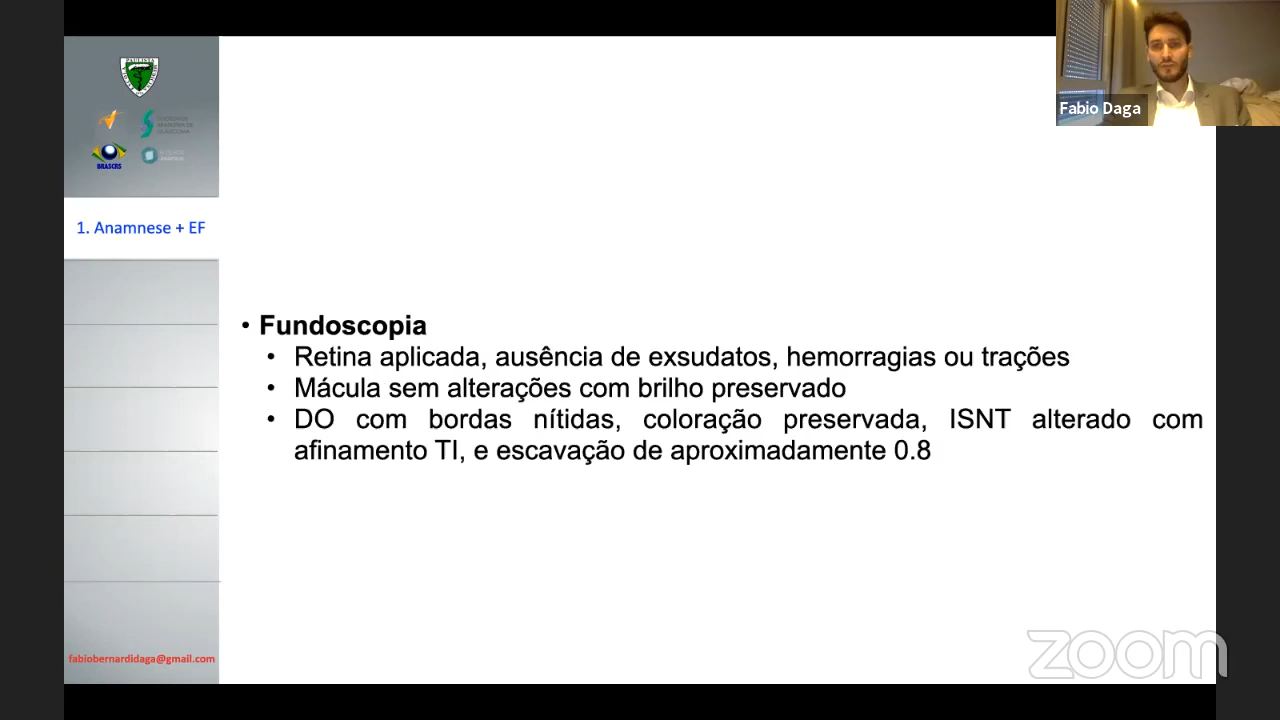 PAULISTA
BRASCRS
1. Anamnese + EF
• Fundoscopia
• Retina aplicada, ausência de exsudatos, hemorragias ou trações
• Mácula sem alterações com brilho preservado
• DO com bordas nítidas, coloração preservada, ISNT alterado com
afinamento TI, e escavação de aproximadamente 0.8
fabiobernardidaga@gmail.com
Fabio Daga
zoom